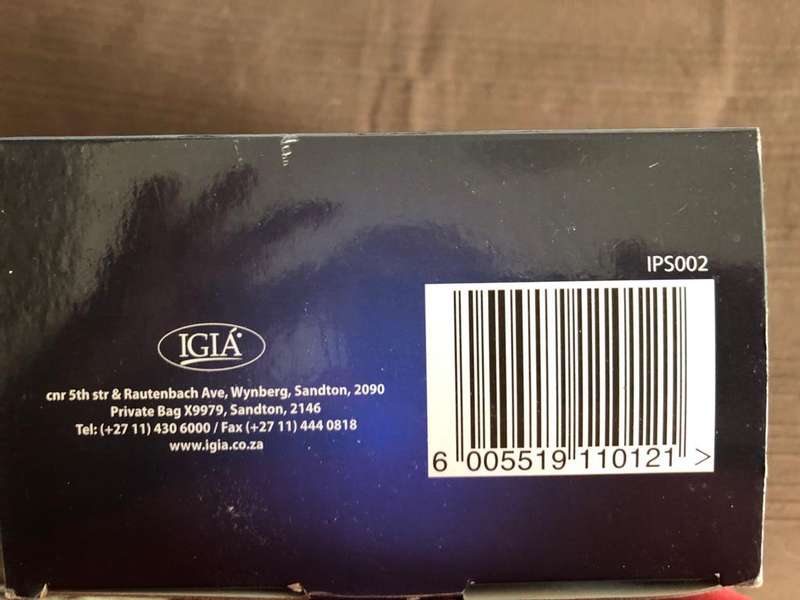 IPS002
IGIÁ
cnr 5th str & Rautenbach Ave, Wynberg, Sandton, 2090
Private Bag X9979, Sandton, 2146
Tel: (+27 11) 430 6000 / Fax (+27 11) 444 0818
www.igia.co.za
6 005519 110121 >